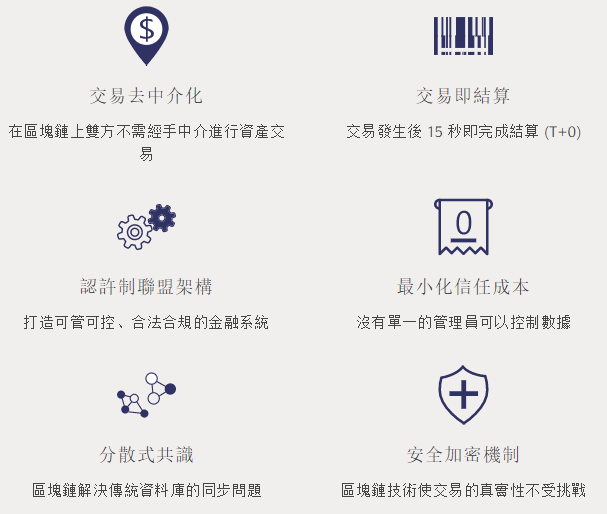 $
交易去中介化
在區塊鏈上雙方不需經手中介進行資產交
易
交易即結算
交易發生後 15 秒即完成結算 (T+0)
認許制聯盟架構
打造可管可控、合法合規的金融系統
0
最小化信任成本
沒有單一的管理員可以控制數據
分散式共識
區塊鏈解決傳統資料庫的同步問題
安全加密機制
區塊鏈技術使交易的真實性不受挑戰